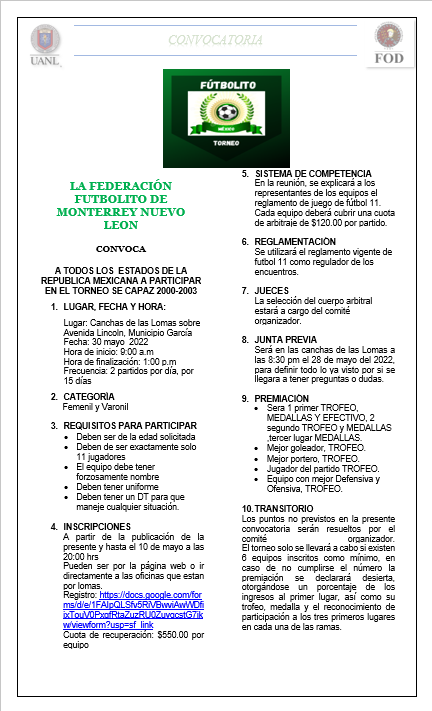 CONVOCATORIA
UANL
FOD
FÚTBOLITO
MÉXICO
TORNEO
LA FEDERACIÓN
FUTBOLITO DE
MONTERREY NUEVO
LEON
CONVOCA
A TODOS LOS ESTADOS DE LA
REPUBLICA MEXICANA A PARTICIPAR
EN EL TORNEO SE CAPAZ 2000-2003
1. LUGAR, FECHA Y HORA:
Lugar: Canchas de las Lomas sobre
Avenida Lincoln, Municipio García
Fecha: 30 mayo 2022
Hora de inicio: 9:00 a.m
Hora de finalización: 1:00 p.m
Frecuencia: 2 partidos por día, por
15 días
2. CATEGORÍA
Femenil y Varonil
3. REQUISITOS PARA PARTICIPAR
• Deben ser de la edad solicitada
• De ser exactamente solo
11 jugadores
• El equipo debe tener
forzosamente nombre
• Deben tener uniforme
• Deben tener un DT para que
maneje cualquier situación.
4. INSCRIPCIONES
A partir de la publicación de la
presente y hasta el 10 de mayo a las
20:00 hrs
Pueden ser por la página web o ir
directamente a las oficinas que estan
por lomas.
Registro: https://docs.google.com/for
Cuota de recuperación: $550.00 por
equipo
5. SISTEMA DE COMPETENCIA
En la reunión, se explicará a los
representantes de los equipos el
reglamento de juego de fútbol 11.
Cada equipo deberá cubrir una cuota
de arbitraje de $120.00 por partido.
6. REGLAMENTACIÓN
Se utilizará el reglamento vigente de
futbol 11 como regulador de los
encuentros.
7. JUECES
La selección del cuerpo arbitral
estará a cargo del comité
organizador.
8. JUNTA PREVIA
Será en las canchas de las Lomas a
las 8:30 pm el 28 de mayo del 2022,
para definir todo lo ya visto por si se
llegara a tener preguntas o dudas.
9. PREMIACIÓN
• Sera 1 primer TROFEO,
MEDALLAS Y EFECTIVO, 2
segundo TROFEO y MEDALLAS
,tercer lugar MEDALLAS.
• Mejor goleador, TROFEO.
• Mejor portero, TROFEO.
• Jugador del partido TROFEO.
• Equipo con mejor Defensiva y
Ofensiva, TROFEO.
10. TRANSITORIO
Los puntos no previstos en la presente
convocatoria serán resueltos por el
comité organizador.
El torneo solo se llevará a cabo si existen
6 equipos inscritos como mínimo, en
caso de no cumplirse el número la
premiación se declarará desierta,
otorgándose un porcentaje de los
ingresos al primer lugar, así como su
trofeo, medalla y el reconocimiento de
participación a los tres primeros lugares
en cada una de las ramas.